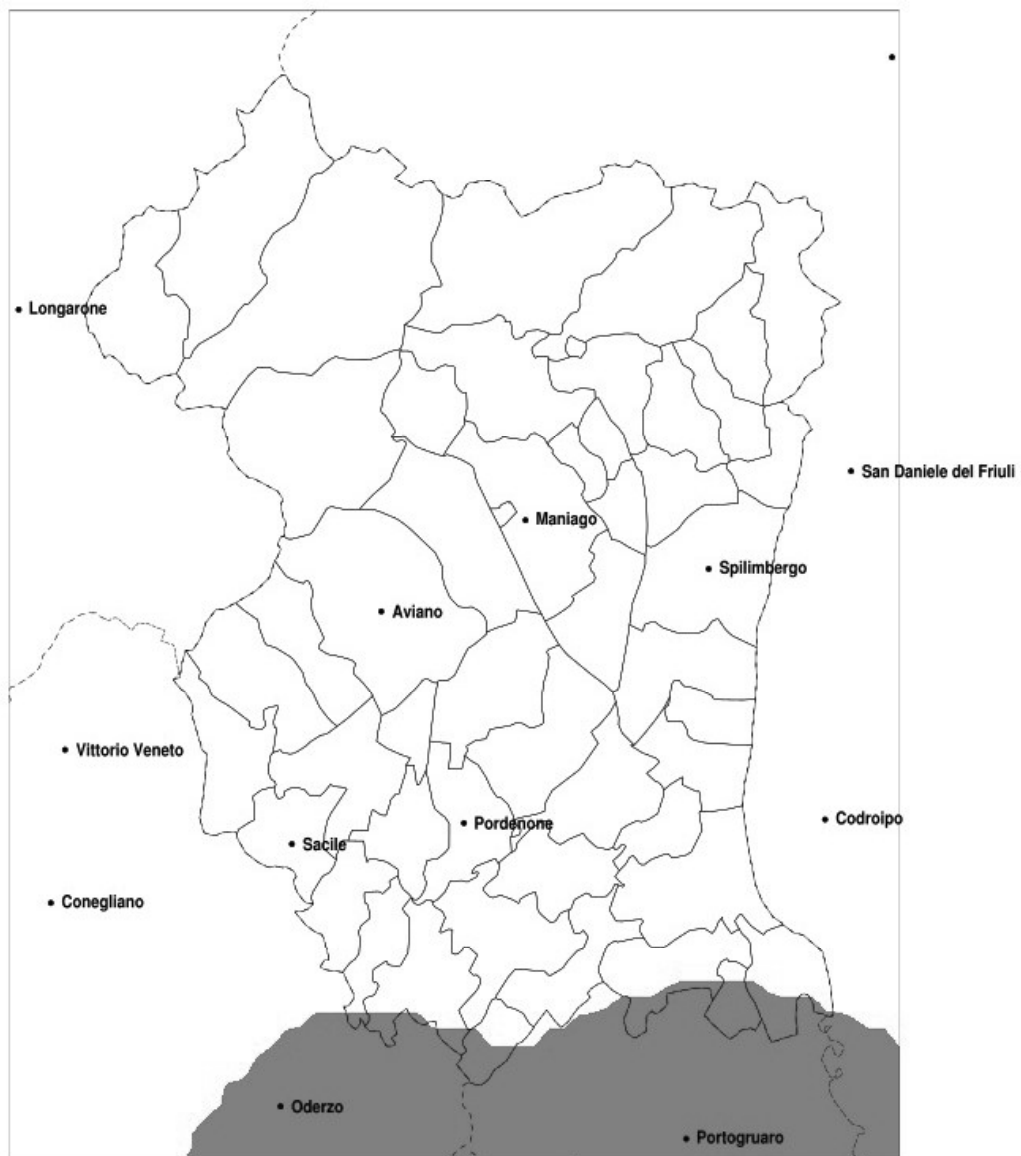 Longarone
San Daniele del Friuli
Maniago
Spilimbergo
Aviano
Vittorio Veneto
Codroipo
Pordenone
Sacile
Conegliano
Oderzo
Portogruaro